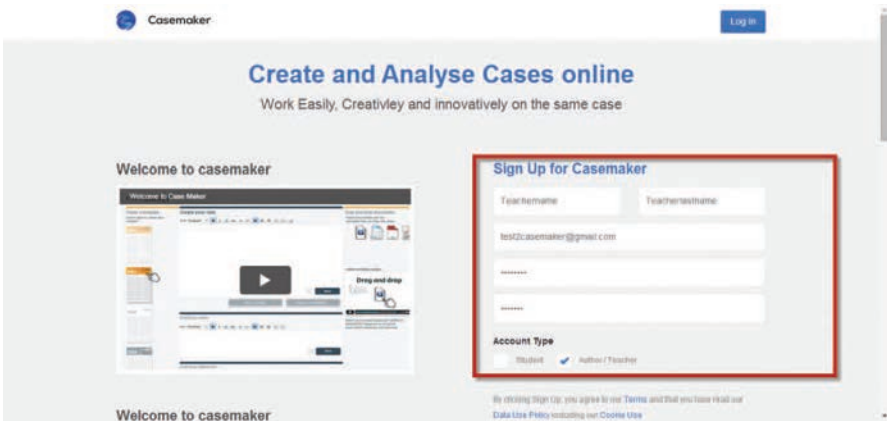 Casemaker
Log in
Create and Analyse Cases online
Work Easily, Creativley and innovatively on the same case
Welcome to casemaker
Welcome to Case Maker
Drag and drop
Sign Up for Casemaker
Teachername Teacherlastname
test2casemaker@gmail.com
Account Type
Student Author / Teacher
By clicking Sign Up, you agree to our Terms and that you have read our
Data Use Policy including our Cookie Use
Welcome to casemaker